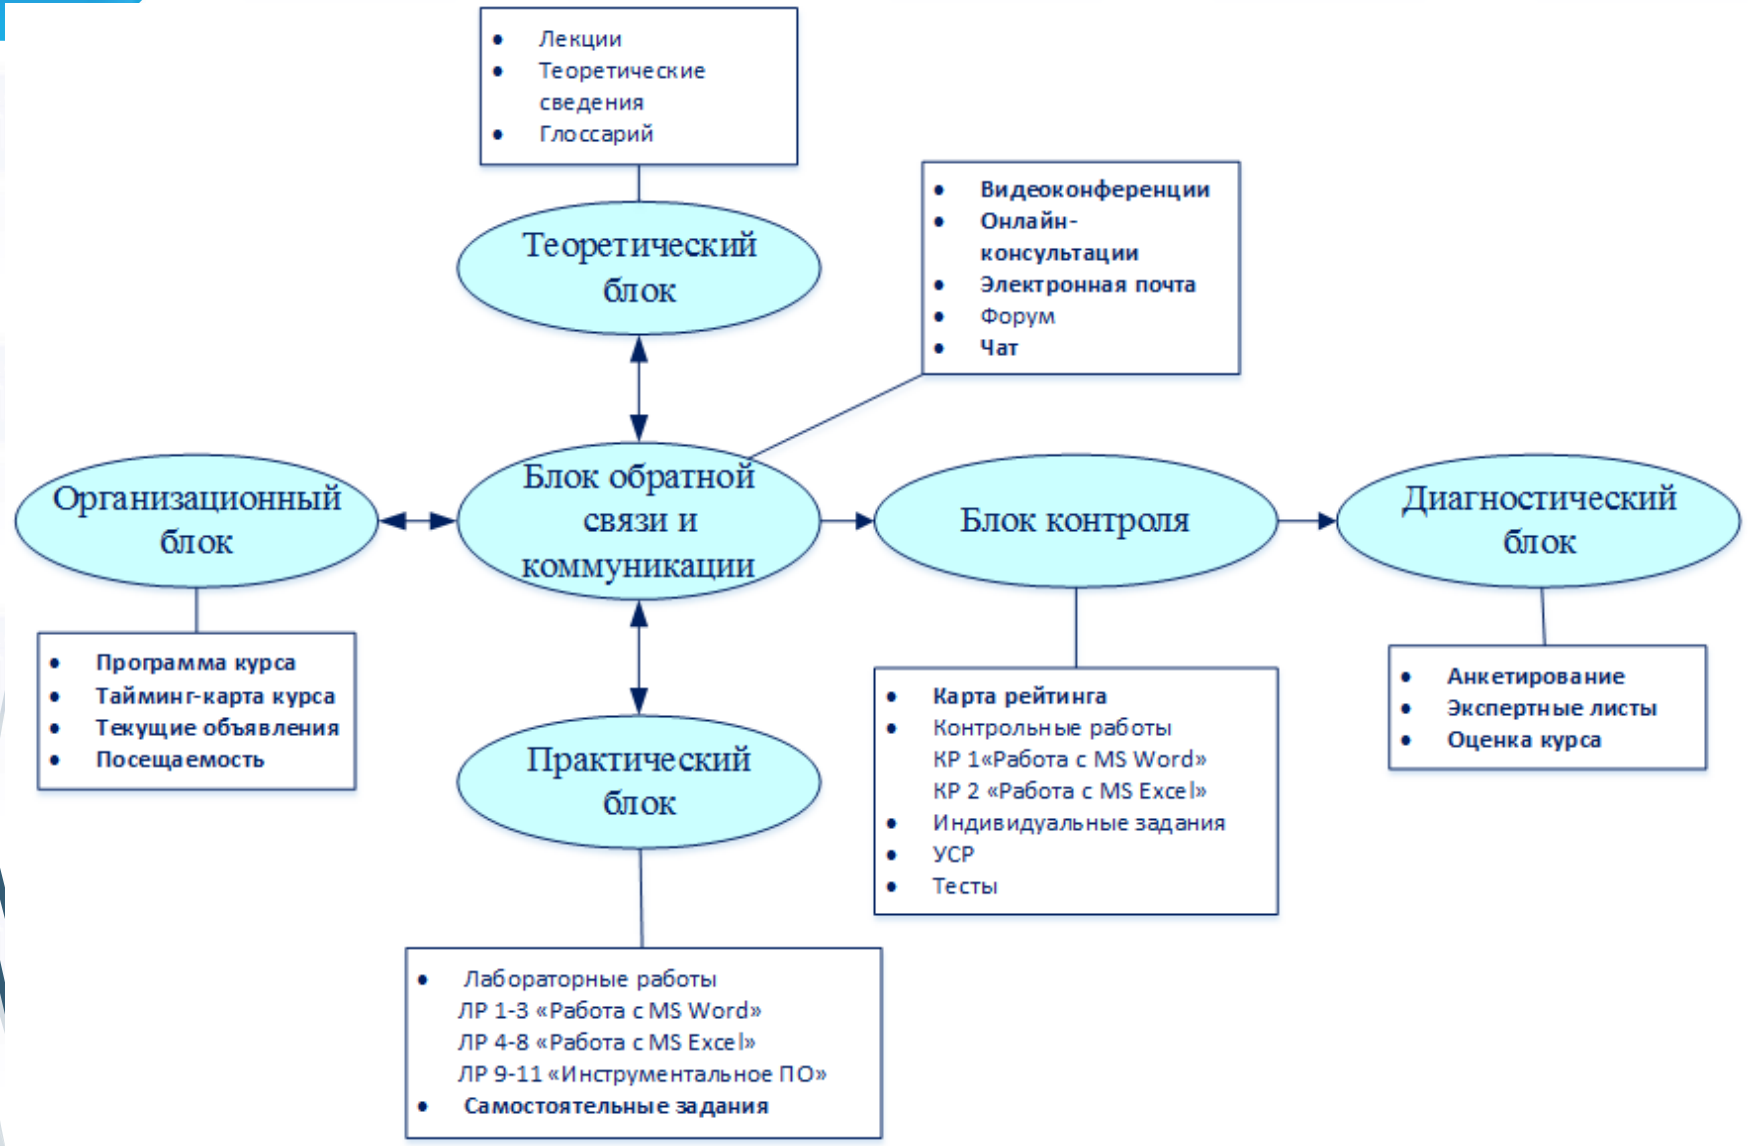 • Лекции
• Теоретические
сведения
• Глоссарий
Теоретический
блок
• Видеоконференции
• Онлайн-
консультации
• Электронная почта
• Форум
• Чат
Организационный
блок
Блок обратной
связи и
коммуникации
Блок контроля
Диагностический
блок
• Программа курса
• Тайминг-карта курса
• Текущие объявления
• Посещаемость
Практический
блок
• Карта рейтинга
• Контрольные работы
КР 1«Работа с MS Word»
КР 2 «Работа с MS Excel»
• Индивидуальные задания
• УСР
• Тесты
• Анкетирование
• Экспертные листы
• Оценка курса
• Лабораторные работы
ЛР 1-3 «Работа с MS Word»
ЛР 4-8 «Работа с MS Excel»
ЛР 9-11 «Инструментальное ПО»
• Самостоятельные задания